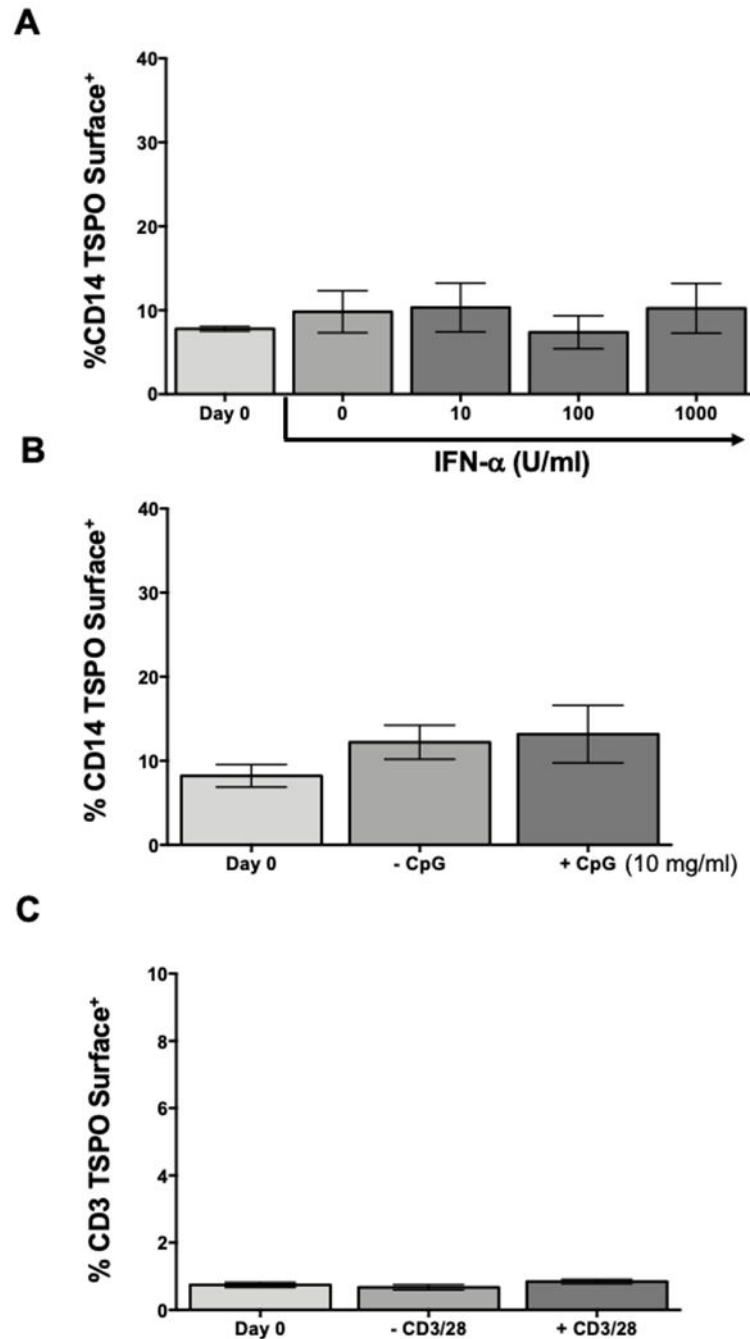 A
%CD14 TSPO Surface+
40
30
20
10
0
Day 0 0 10 100 1000
IFN-α (U/ml)
B
% CD14 TSPO Surface+
40
30
20
10
0
Day 0 - CpG + CpG (10 mg/ml)
C
% CD3 TSPO Surface+
10
8
6
4
2
0
Day 0 - CD3/28 + CD3/28